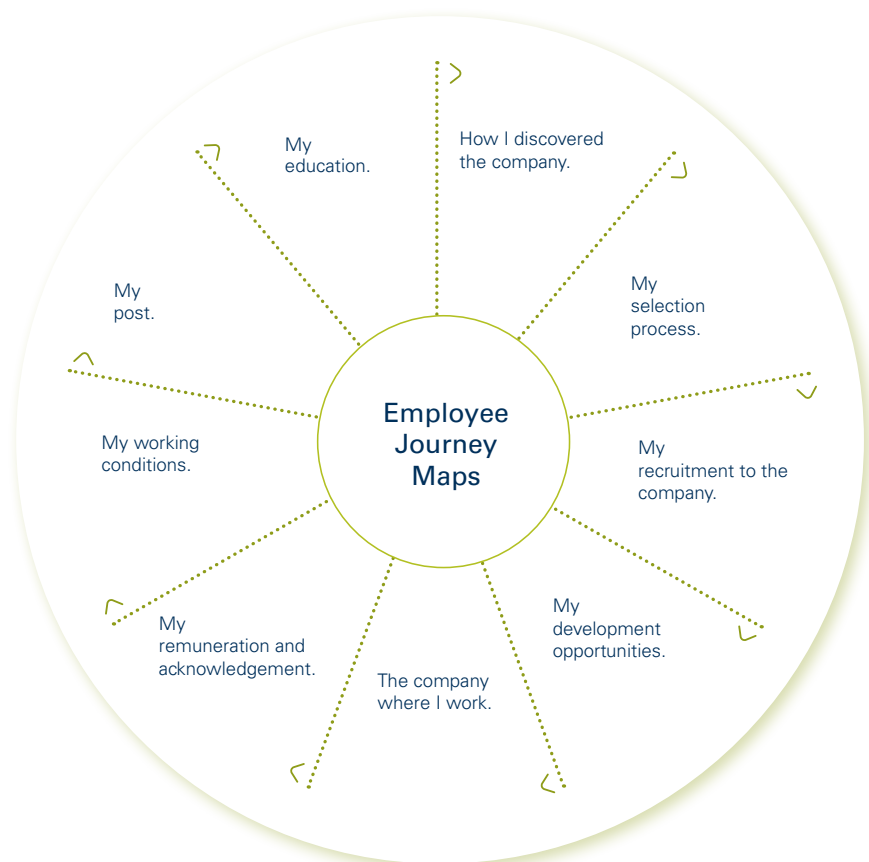 Employee
Journey
Maps
How I discovered
the company.
My
selection
process.
My
recruitment to the
company.
My
development
opportunities.
The company
where I work.
My
remuneration and
acknowledgement.
My working
conditions.
My
post.
My
education.